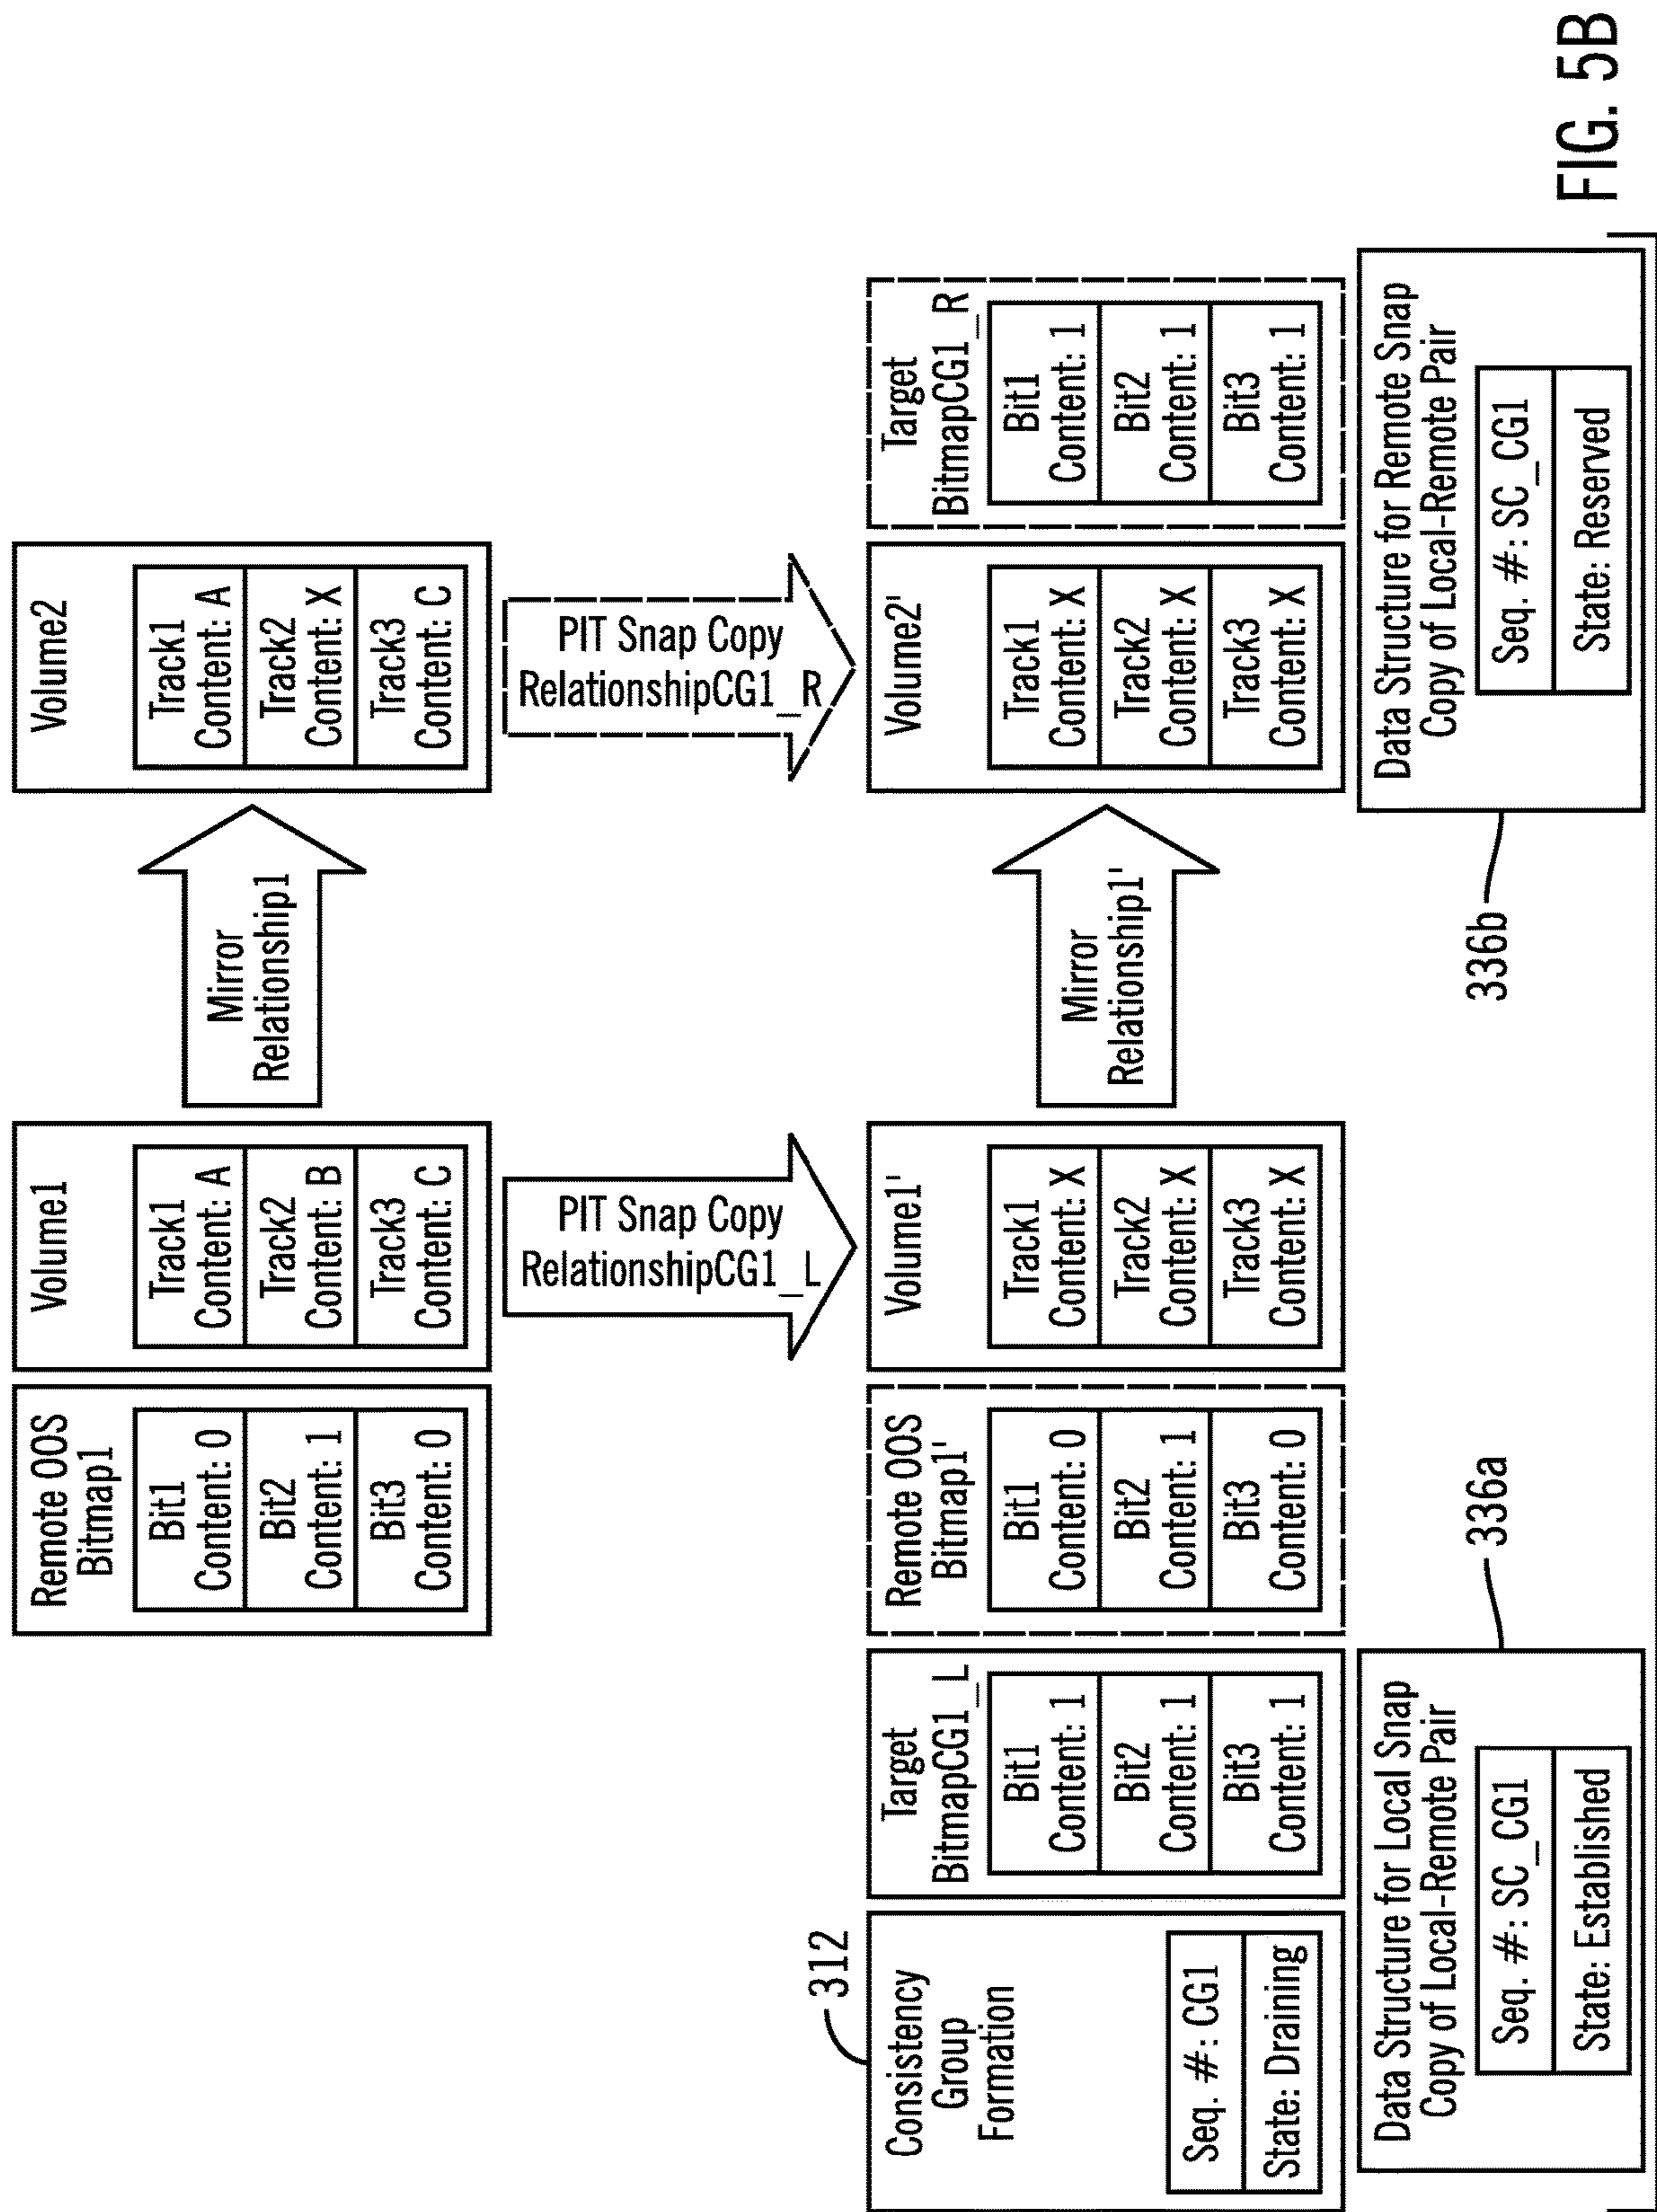 Remote OOS
Bitmap1
Bit1
Content: 0
Bit2
Content: 1
Bit3
Content: 0
Volume1
Track1
Content: A
Track2
Content: B
Track3
Content: C
Mirror
Relationship1
Volume2
Track1
Content: A
Track2
Content: X
Track3
Content: C
PIT Snap Copy
RelationshipCG1_L
PIT Snap Copy
RelationshipCG1_R
312
Consistency
Group
Formation
Seq. #: CG1
State: Draining
Target
BitmapCG1_L
Bit1
Content: 1
Bit2
Content: 1
Bit3
Content: 1
Remote OOS
Bitmap1'
Bit1
Content: 0
Bit2
Content: 1
Bit3
Content: 0
Volume1'
Track1
Content: X
Track2
Content: X
Track3
Content: X
Mirror
Relationship1'
Volume2'
Track1
Content: X
Track2
Content: X
Track3
Content: X
Target
BitmapCG1_R
Bit1
Content: 1
Bit2
Content: 1
Bit3
Content: 1
Data Structure for Local Snap
Copy of Local-Remote Pair
Seq. #: SC_CG1
State: Established
336a
336b
Data Structure for Remote Snap
Copy of Local-Remote Pair
Seq. #: SC_CG1
State: Reserved
FIG. 5B